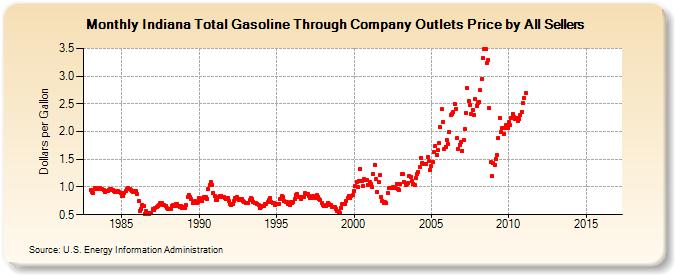 Monthly Indiana Total Gasoline Through Company Outlets Price by All Sellers
Dollars per Gallon
3.5
3.0
2.5
2.0
1.5
1.0
0.5
1985 1990 1995 2000 2005 2010 2015
Source: U.S. Energy Information Administration